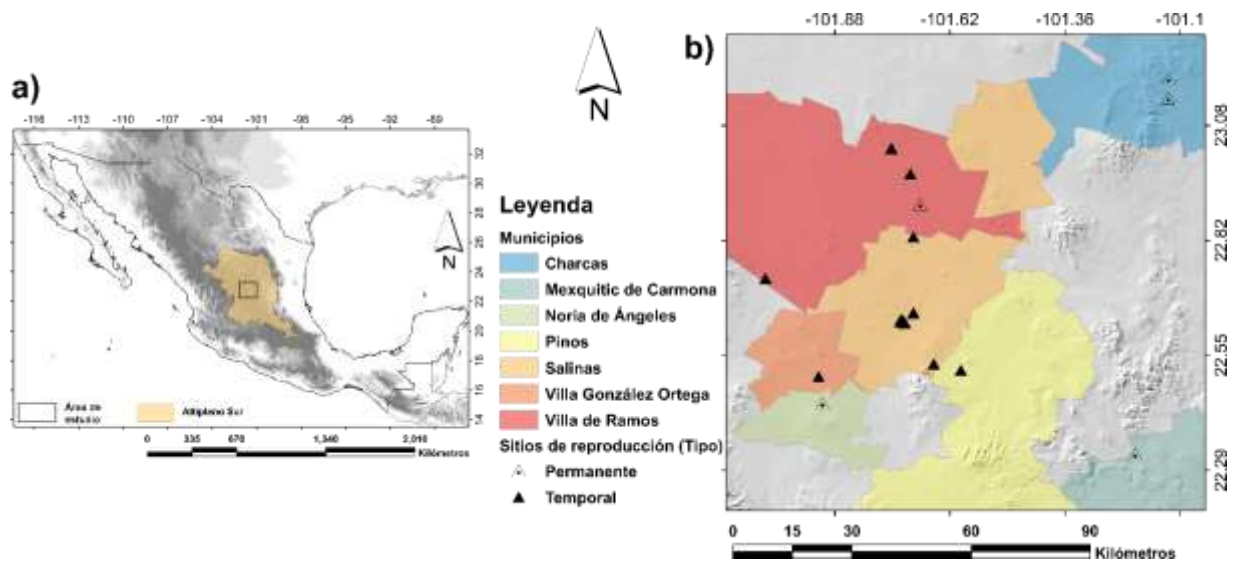 a)
-116 -113 -110 -107 -104 -101 -98 -95 -92 -89
32
30
28
26
24
22
20
18
16
14
N
Área de estudio
Altiplano Sur
0 335 670 1,340 2,010
Kilómetros
N
Leyenda
Municipios
Charcas
Mexquitic de Carmona
Noria de Ángeles
Pinos
Salinas
Villa González Ortega
Villa de Ramos
Sitios de reproducción (Tipo)
Permanente
Temporal
b)
-101.88 -101.62 -101.36 -101.1
23.08
22.82
22.55
22.29
0 15 30 60 90
Kilómetros